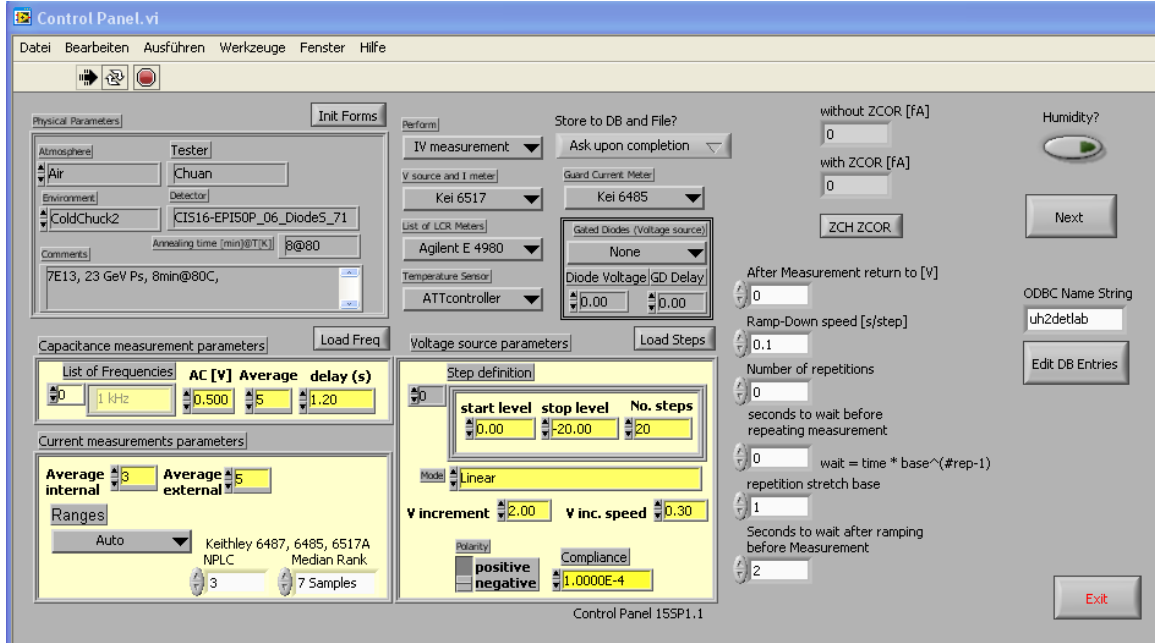 Control Panel.vi
Datei Bearbeiten Ausführen Werkzeuge Fenster Hilfe
Physical Parameters
Init Forms
Atmosphere
Tester
Air
Chuan
Environment
Detector
ColdChuck2
CIS16-EPI50P_06_DiodeS_71
Annealing time [min]@T[K]
8@80
Comments
7E13, 23 GeV Ps, 8min@80C,
Perform
IV measurement
Store to DB and File?
Ask upon completion
V source and I meter
Kei 6517
Guard Current Meter
Kei 6485
List of LCR Meters
Agilent E 4980
Gated Diodes (Voltage source)
None
Diode Voltage
GD Delay
0.00
0.00
Temperature Sensor
ATTcontroller
without ZCOR [fA]
0
with ZCOR [fA]
0
ZCH ZCOR
Humidity?
Next
ODBC Name String
uh2detlab
Edit DB Entries
After Measurement return to [V]
0
Ramp-Down speed [s/step]
0.1
Number of repetitions
0
seconds to wait before
repeating measurement
0
wait = time * base^(#rep-1)
repetition stretch base
1
Seconds to wait after ramping
before Measurement
2
Capacitance measurement parameters
Load Freq
List of Frequencies
AC [V]
Average
delay (s)
0
1 kHz
0.500
5
1.20
Current measurements parameters
Average
internal
3
Average
external
5
Ranges
Auto
Keithley 6487, 6485, 6517A
NPLC
Median Rank
3
7 Samples
Voltage source parameters
Load Steps
Step definition
0
start level
stop level
No. steps
0.00
-20.00
20
Mode
Linear
V increment
2.00
V inc. speed
0.30
Polarity
positive
negative
Compliance
1.0000E-4
Control Panel 15SP1.1
Exit